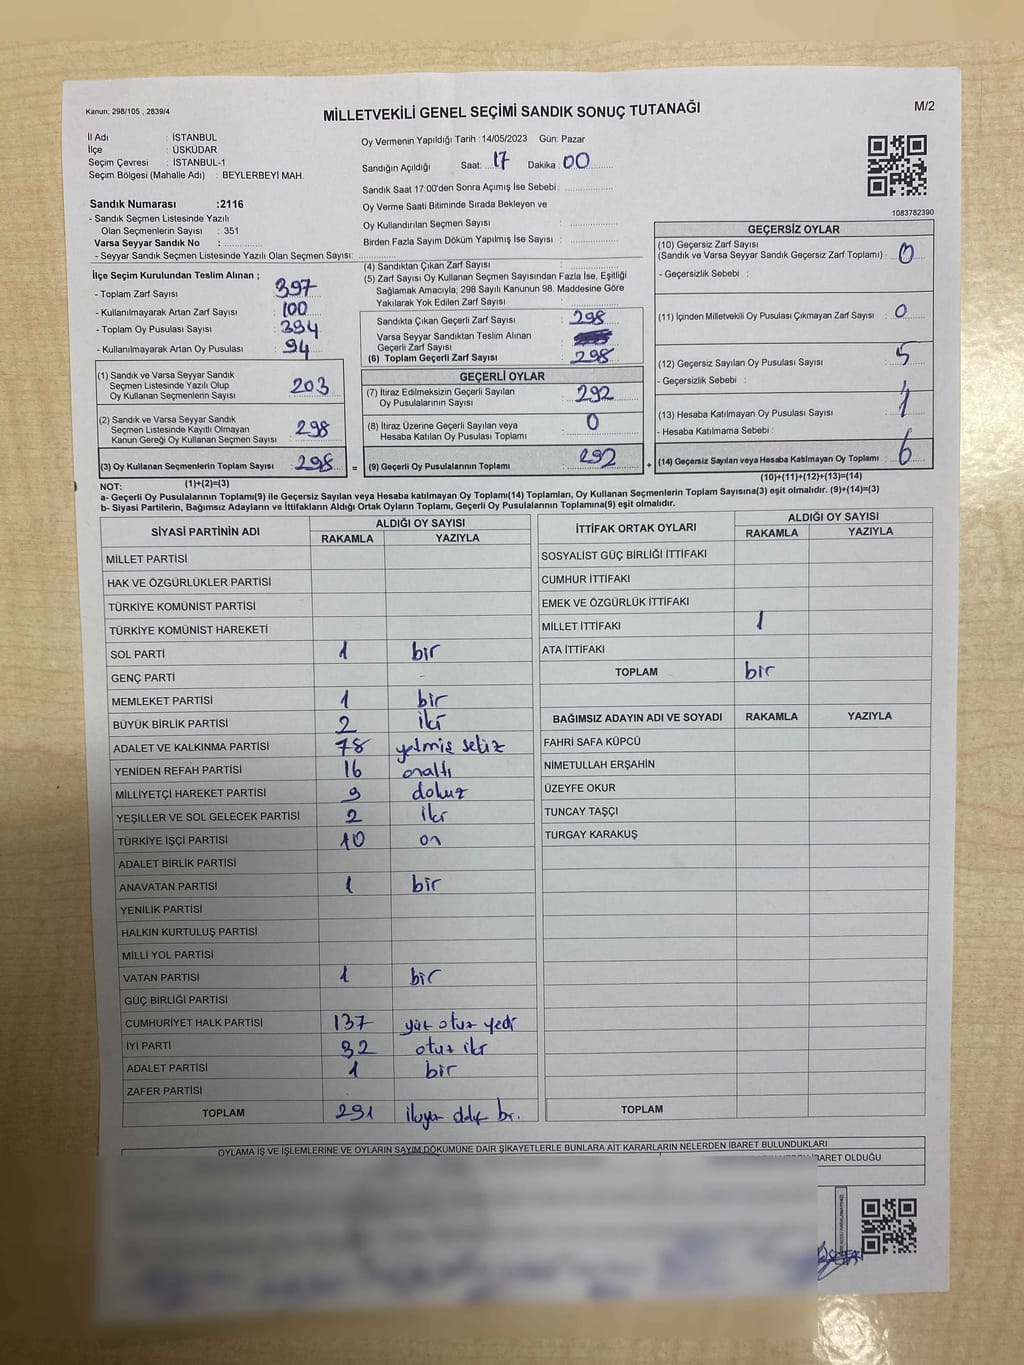 Kanun; 298/105 , 2839/4
MİLLETVEKİLİ GENEL SEÇİMİ SANDIK SONUÇ TUTANAĞI
M/2
İl Adı : İSTANBUL
İlçe : ÜSKÜDAR
Seçim Çevresi : İSTANBUL-1
Seçim Bölgesi (Mahalle Adı) : BEYLERBEYİ MAH.
Oy Vermenin Yapıldığı Tarih : 14/05/2023 Gün: Pazar
Sandığın Açıldığı Saat: 17 Dakika : 00
Sandık Saat 17:00'den Sonra Açımış İse Sebebi :
Oy Verme Saati Bitiminde Sırada Bekleyen ve
Oy Kullandırılan Seçmen Sayısı :
Birden Fazla Sayım Döküm Yapılmış İse Sayısı :
1083782390
Sandık Numarası :2116
- Sandık Seçmen Listesinde Yazılı
Olan Seçmenlerin Sayısı : 351
Varsa Seyyar Sandık No :
- Seyyar Sandık Seçmen Listesinde Yazılı Olan Seçmen Sayısı:
İlçe Seçim Kurulundan Teslim Alınan ;
- Toplam Zarf Sayısı : 397
- Kullanılmayarak Artan Zarf Sayısı : 100
- Toplam Oy Pusulası Sayısı : 394
- Kullanılmayarak Artan Oy Pusulası : 94
(1) Sandık ve Varsa Seyyar Sandık
Seçmen Listesinde Yazılı Olup
Oy Kullanan Seçmenlerin Sayısı : 203
(2) Sandık ve Varsa Seyyar Sandık
Seçmen Listesinde Kayıtlı Olmayan
Kanun Gereği Oy Kullanan Seçmen Sayısı : 298
(3) Oy Kullanan Seçmenlerin Toplam Sayısı : 298
(1)+(2)=(3)
(4) Sandıktan Çıkan Zarf Sayısı :
(5) Zarf Sayısı Oy Kullanan Seçmen Sayısından Fazla İse, Eşitliği
Sağlamak Amacıyla; 298 Sayılı Kanunun 98. Maddesine Göre
Yakılarak Yok Edilen Zarf Sayısı :
Sandıkta Çıkan Geçerli Zarf Sayısı : 298
Varsa Seyyar Sandıktan Teslim Alınan
Geçerli Zarf Sayısı :
(6) Toplam Geçerli Zarf Sayısı : 298
GEÇERLİ OYLAR
(7) İtiraz Edilmeksizin Geçerli Sayılan
Oy Pusulalarının Sayısı : 292
(8) İtiraz Üzerine Geçerli Sayılan veya
Hesaba Katılan Oy Pusulası Toplamı : 0
= (9) Geçerli Oy Pusulalarının Toplamı : 292 +
GEÇERSİZ OYLAR
(10) Geçersiz Zarf Sayısı
(Sandık ve Varsa Seyyar Sandık Geçersiz Zarf Toplamı) : 0
- Geçersizlik Sebebi :
(11) İçinden Milletvekili Oy Pusulası Çıkmayan Zarf Sayısı : 0
(12) Geçersiz Sayılan Oy Pusulası Sayısı : 5
- Geçersizlik Sebebi :
(13) Hesaba Katılmayan Oy Pusulası Sayısı : 1
- Hesaba Katılmama Sebebi :
(14) Geçersiz Sayılan veya Hesaba Katılmayan Oy Toplamı : 6
(10)+(11)+(12)+(13)=(14)
NOT:
a- Geçerli Oy Pusulalarının Toplamı(9) ile Geçersiz Sayılan veya Hesaba katılmayan Oy Toplamı(14) Toplamları, Oy Kullanan Seçmenlerin Toplam Sayısına(3) eşit olmalıdır. (9)+(14)=(3)
b- Siyasi Partilerin, Bağımsız Adayların ve İttifakların Aldığı Ortak Oyların Toplamı, Geçerli Oy Pusulalarının Toplamına(9) eşit olmalıdır.
SİYASİ PARTİNİN ADI ALDIĞI OY SAYISI
RAKAMLA YAZIYLA
MİLLET PARTİSİ
HAK VE ÖZGÜRLÜKLER PARTİSİ
TÜRKİYE KOMÜNİST PARTİSİ
TÜRKİYE KOMÜNİST HAREKETİ
SOL PARTİ 1 bir
GENÇ PARTİ -
MEMLEKET PARTİSİ 1 bir
BÜYÜK BİRLİK PARTİSİ 2 iki
ADALET VE KALKINMA PARTİSİ 78 yetmiş sekiz
YENİDEN REFAH PARTİSİ 16 onaltı
MİLLİYETÇİ HAREKET PARTİSİ 9 dokuz
YEŞİLLER VE SOL GELECEK PARTİSİ 2 iki
TÜRKİYE İŞÇİ PARTİSİ 10 on
ADALET BİRLİK PARTİSİ
ANAVATAN PARTİSİ 1 bir
YENİLİK PARTİSİ
HALKIN KURTULUŞ PARTİSİ
MİLLİ YOL PARTİSİ
VATAN PARTİSİ 1 bir
GÜÇ BİRLİĞİ PARTİSİ
CUMHURİYET HALK PARTİSİ 137 yüz otuz yedi
İYİ PARTİ 32 otuz iki
ADALET PARTİSİ 1 bir
ZAFER PARTİSİ
TOPLAM 291 ikiyüz doks bir
İTTİFAK ORTAK OYLARI ALDIĞI OY SAYISI
RAKAMLA YAZIYLA
SOSYALİST GÜÇ BİRLİĞİ İTTİFAKI
CUMHUR İTTİFAKI
EMEK VE ÖZGÜRLÜK İTTİFAKI
MİLLET İTTİFAKI 1
ATA İTTİFAKI
TOPLAM bir
BAĞIMSIZ ADAYIN ADI VE SOYADI RAKAMLA YAZIYLA
FAHRİ SAFA KÜPCÜ
NİMETULLAH ERŞAHİN
ÜZEYFE OKUR
TUNCAY TAŞÇI
TURGAY KARAKUŞ
TOPLAM
OYLAMA İŞ VE İŞLEMLERİNE VE OYLARIN SAYIM DÖKÜMÜNE DAİR ŞİKAYETLERLE BUNLARA AİT KARARLARIN NELERDEN İBARET BULUNDUKLARI
İBARET OLDUĞU